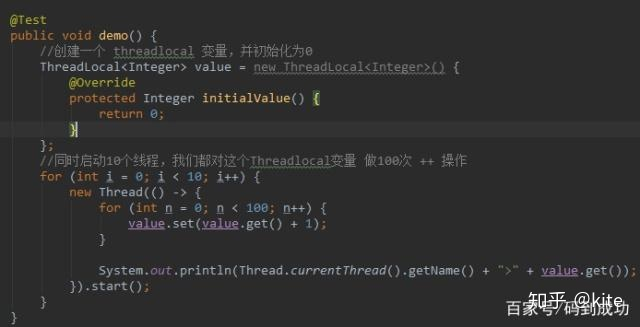 @Test
public void demo() {
//创建一个 threadlocal 变量，并初始化为0
ThreadLocal<Integer> value = new ThreadLocal<Integer>() {
@Override
protected Integer initialValue() {
return 0;
}
};
//同时启动10个线程，我们都对这个Threadlocal变量 做100次 ++ 操作
for (int i = 0; i < 10; i++) {
new Thread(() -> {
for (int n = 0; n < 100; n++) {
value.set(value.get() + 1);
}
System.out.println(Thread.currentThread().getName() + ">" + value.get());
}).start();
}
}
知乎 @kite
百家号/码到成功